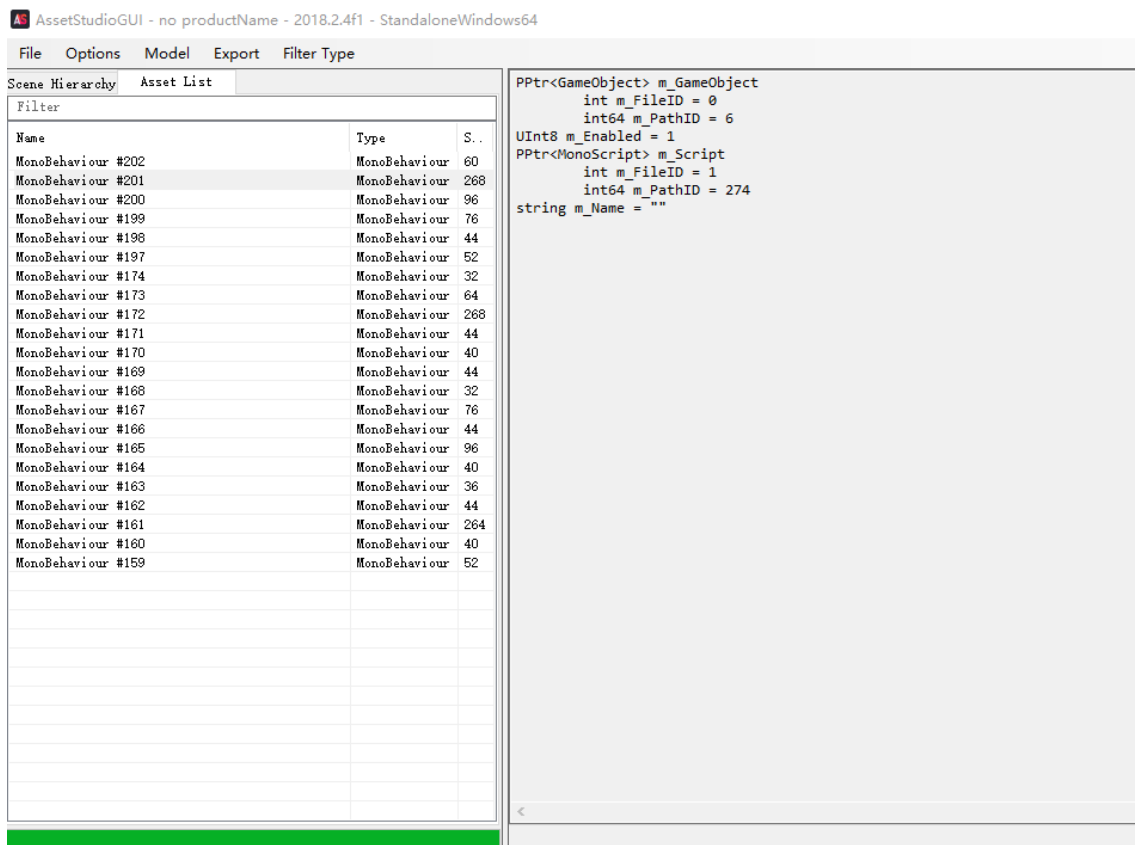 AS AssetStudioGUI - no productName - 2018.2.4f1 - StandaloneWindows64
File Options Model Export Filter Type
Scene Hierarchy Asset List
Filter
Name Type S..
MonoBehaviour #202 MonoBehaviour 60
MonoBehaviour #201 MonoBehaviour 268
MonoBehaviour #200 MonoBehaviour 96
MonoBehaviour #199 MonoBehaviour 76
MonoBehaviour #198 MonoBehaviour 44
MonoBehaviour #197 MonoBehaviour 52
MonoBehaviour #174 MonoBehaviour 32
MonoBehaviour #173 MonoBehaviour 64
MonoBehaviour #172 MonoBehaviour 268
MonoBehaviour #171 MonoBehaviour 44
MonoBehaviour #170 MonoBehaviour 40
MonoBehaviour #169 MonoBehaviour 44
MonoBehaviour #168 MonoBehaviour 32
MonoBehaviour #167 MonoBehaviour 76
MonoBehaviour #166 MonoBehaviour 44
MonoBehaviour #165 MonoBehaviour 96
MonoBehaviour #164 MonoBehaviour 40
MonoBehaviour #163 MonoBehaviour 36
MonoBehaviour #162 MonoBehaviour 44
MonoBehaviour #161 MonoBehaviour 264
MonoBehaviour #160 MonoBehaviour 40
MonoBehaviour #159 MonoBehaviour 52
PPtr<GameObject> m_GameObject
int m_FileID = 0
int64 m_PathID = 6
UInt8 m_Enabled = 1
PPtr<MonoScript> m_Script
int m_FileID = 1
int64 m_PathID = 274
string m_Name = ""